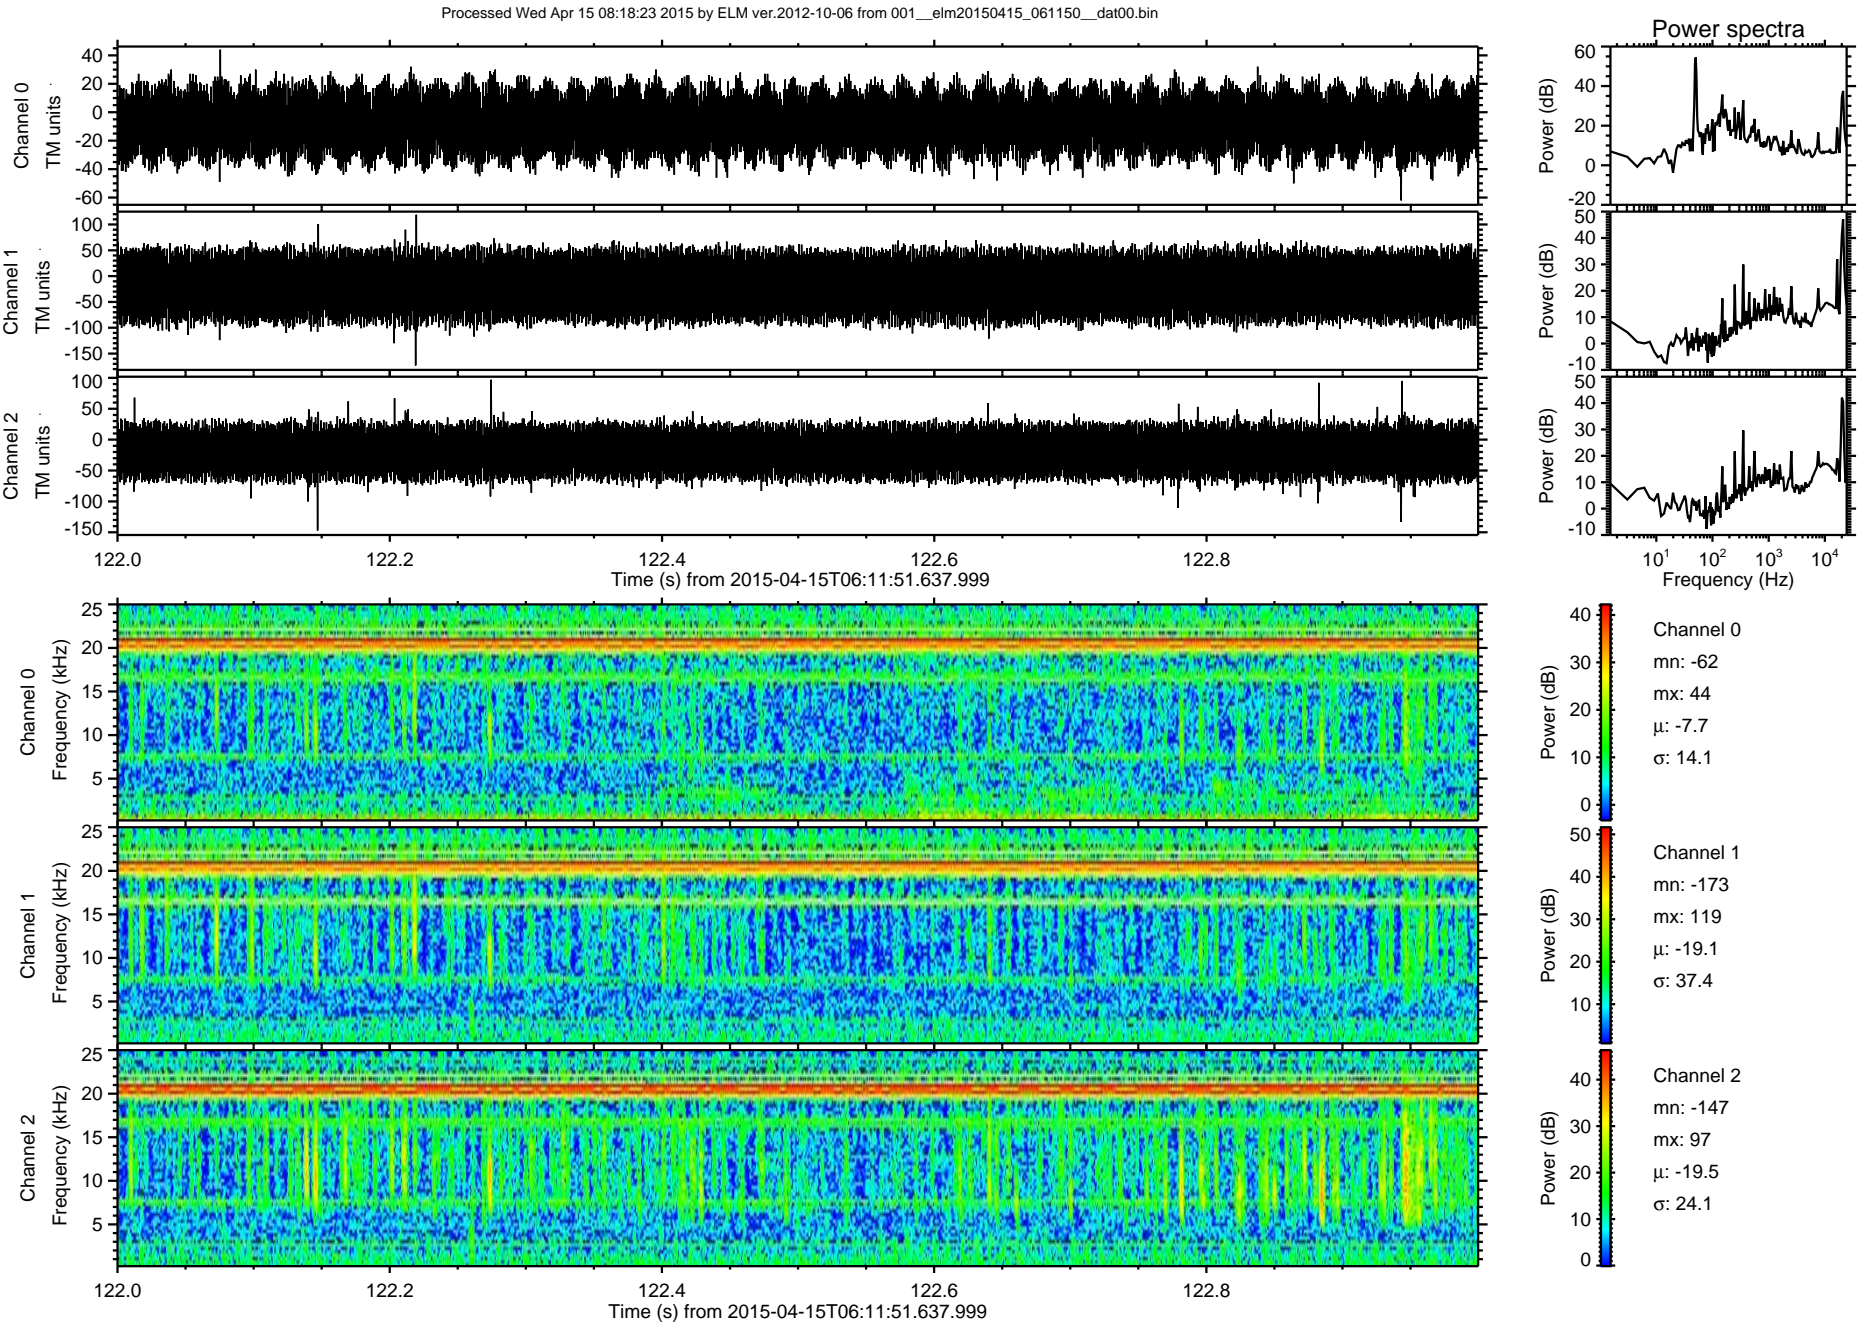 Processed Wed Apr 15 08:18:23 2015 by ELM ver.2012-10-06 from 001__elm20150415_061150__dat00.bin
Power spectra
Channel 0
TM units
40
20
0
-20
-40
-60
Power (dB)
60
40
20
0
-20
Channel 1
TM units
100
50
0
-50
-100
-150
Power (dB)
50
40
30
20
10
0
-10
Channel 2
TM units
100
50
0
-50
-100
-150
Power (dB)
50
40
30
20
10
0
-10
122.0 122.2 122.4 122.6 122.8
Time (s) from 2015-04-15T06:11:51.637.999
10¹ 10² 10³ 10⁴
Frequency (Hz)
Channel 0
Frequency (kHz)
25
20
15
10
5
Power (dB)
40
30
20
10
0
Channel 0
mn: -62
mx: 44
μ: -7.7
σ: 14.1
Channel 1
Frequency (kHz)
25
20
15
10
5
Power (dB)
50
40
30
20
10
Channel 1
mn: -173
mx: 119
μ: -19.1
σ: 37.4
Channel 2
Frequency (kHz)
25
20
15
10
5
Power (dB)
40
30
20
10
0
Channel 2
mn: -147
mx: 97
μ: -19.5
σ: 24.1
122.0 122.2 122.4 122.6 122.8
Time (s) from 2015-04-15T06:11:51.637.999